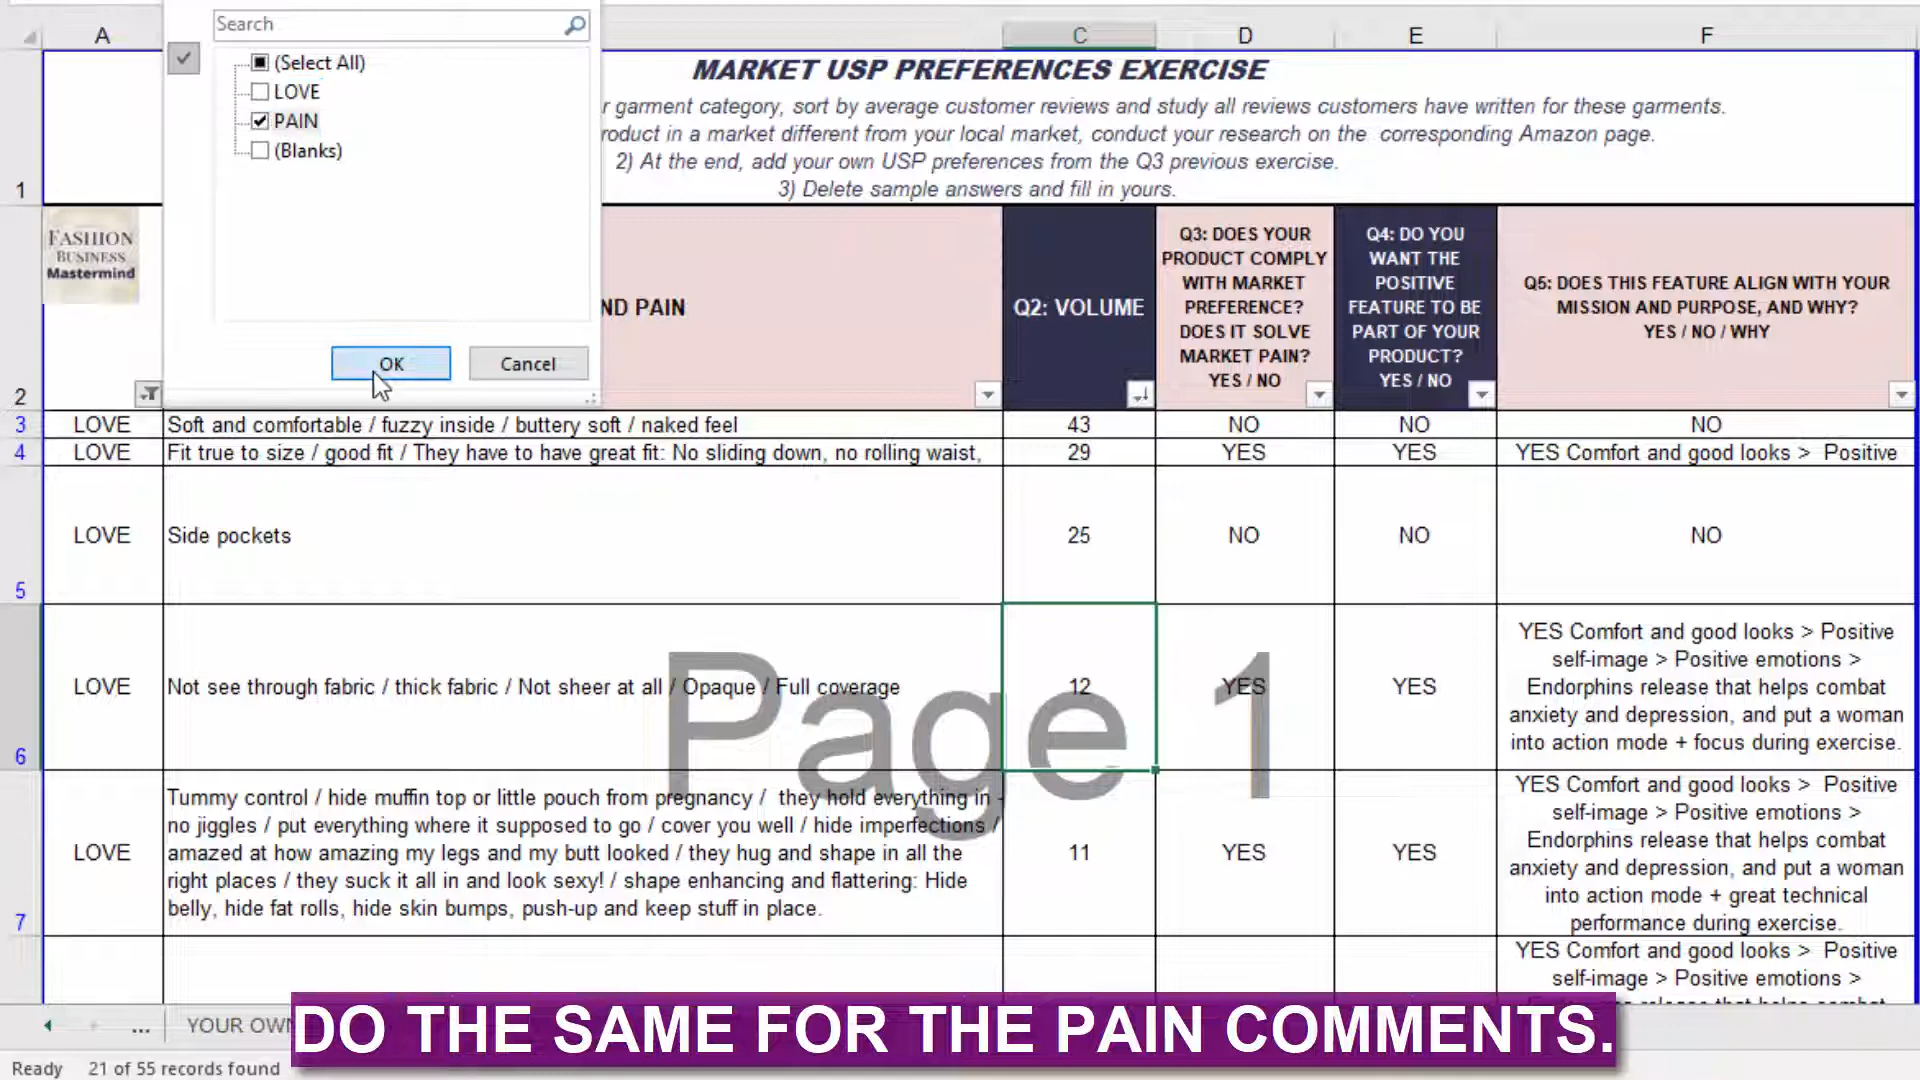 Search
A
C
D
E
F
(Select All)
LOVE
PAIN
(Blanks)
OK
Cancel
MARKET USP PREFERENCES EXERCISE
r garment category, sort by average customer reviews and study all reviews customers have written for these garments.
roduct in a market different from your local market, conduct your research on the corresponding Amazon page.
2) At the end, add your own USP preferences from the Q3 previous exercise.
3) Delete sample answers and fill in yours.
1
FASHION
BUSINESS
Mastermind
ND PAIN
Q2: VOLUME
Q3: DOES YOUR
PRODUCT COMPLY
WITH MARKET
PREFERENCE?
DOES IT SOLVE
MARKET PAIN?
YES / NO
Q4: DO YOU
WANT THE
POSITIVE
FEATURE TO BE
PART OF YOUR
PRODUCT?
YES / NO
Q5: DOES THIS FEATURE ALIGN WITH YOUR
MISSION AND PURPOSE, AND WHY?
YES / NO / WHY
2
3 LOVE Soft and comfortable / fuzzy inside / buttery soft / naked feel 43 NO NO NO
4 LOVE Fit true to size / good fit / They have to have great fit: No sliding down, no rolling waist, 29 YES YES YES Comfort and good looks > Positive
5 LOVE Side pockets 25 NO NO NO
6 LOVE Not see through fabric / thick fabric / Not sheer at all / Opaque / Full coverage 12 YES YES
YES Comfort and good looks > Positive
self-image > Positive emotions >
Endorphins release that helps combat
anxiety and depression, and put a woman
into action mode + focus during exercise.
Page 1
7 LOVE
Tummy control / hide muffin top or little pouch from pregnancy / they hold everything in -
no jiggles / put everything where it supposed to go / cover you well / hide imperfections /
amazed at how amazing my legs and my butt looked / they hug and shape in all the
right places / they suck it all in and look sexy! / shape enhancing and flattering: Hide
belly, hide fat rolls, hide skin bumps, push-up and keep stuff in place.
11 YES YES
YES Comfort and good looks > Positive
self-image > Positive emotions >
Endorphins release that helps combat
anxiety and depression, and put a woman
into action mode + great technical
performance during exercise.
YES Comfort and good looks > Positive
self-image > Positive emotions >
... YOUR OWN
DO THE SAME FOR THE PAIN COMMENTS.
Ready 21 of 55 records found